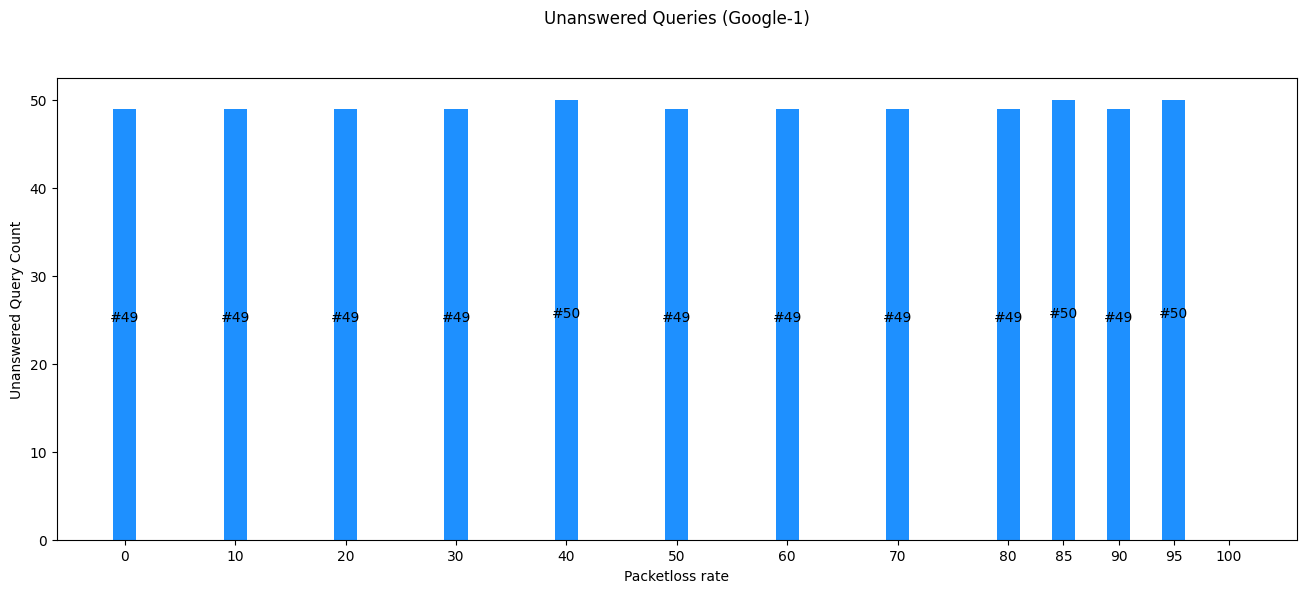 Unanswered Queries (Google-1)
Unanswered Query Count
50
40
30
20
10
0
#49 #49 #49 #49 #50 #49 #49 #49 #49 #50 #49 #50
0 10 20 30 40 50 60 70 80 85 90 95 100
Packetloss rate